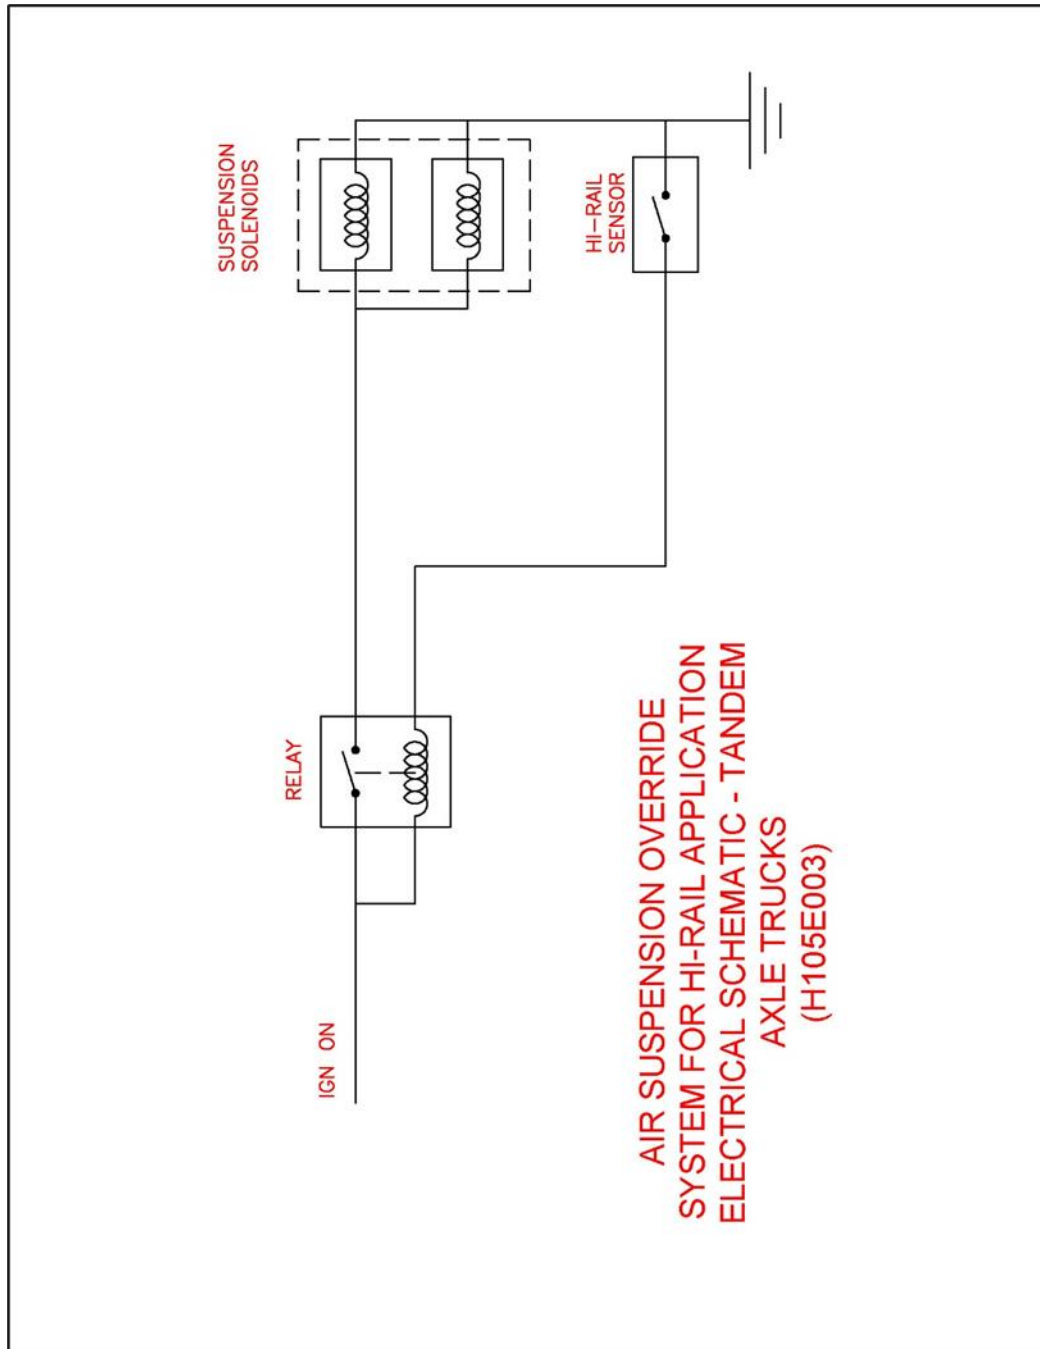 SUSPENSION
SOLENOIDS
HI-RAIL
SENSOR
RELAY
IGN ON
AIR SUSPENSION OVERRIDE
SYSTEM FOR HI-RAIL APPLICATION
ELECTRICAL SCHEMATIC - TANDEM
AXLE TRUCKS
(H105E003)